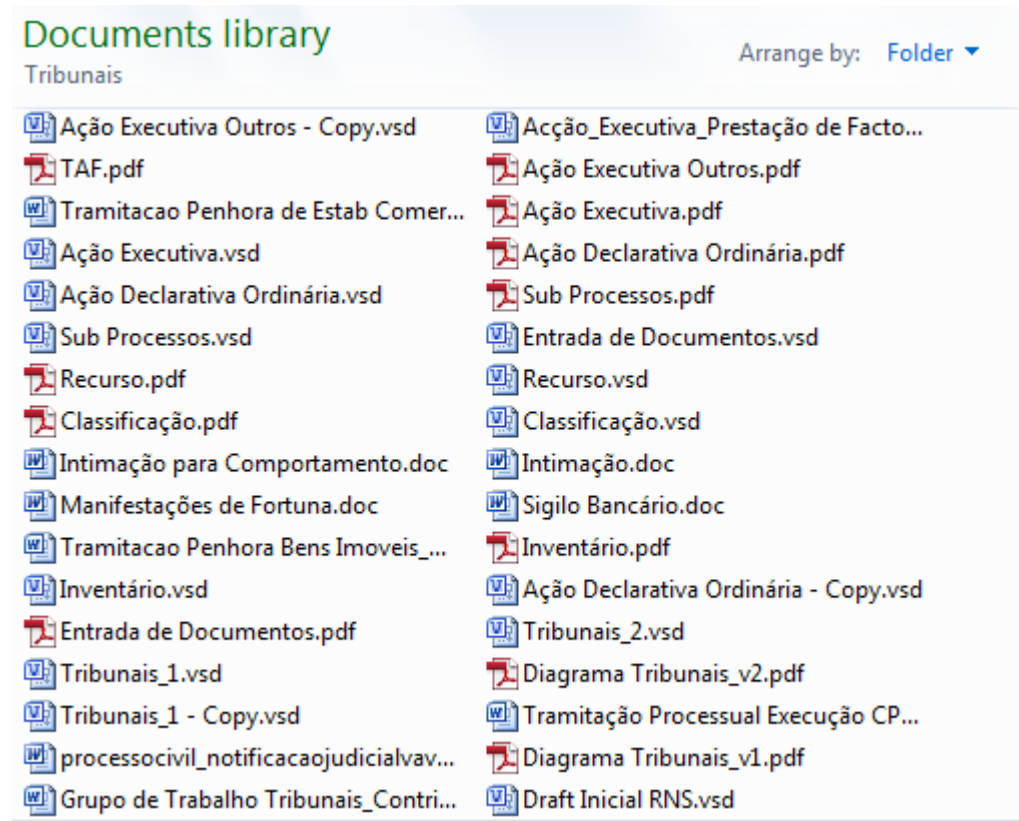 Documents library
Tribunais
Arrange by: Folder
Ação Executiva Outros - Copy.vsd
TAF.pdf
Tramitacao Penhora de Estab Comer...
Ação Executiva.vsd
Ação Declarativa Ordinária.vsd
Sub Processos.vsd
Recurso.pdf
Classificação.pdf
Intimação para Comportamento.doc
Manifestações de Fortuna.doc
Tramitacao Penhora Bens Imoveis_...
Inventário.vsd
Entrada de Documentos.pdf
Tribunais_1.vsd
Tribunais_1 - Copy.vsd
processocivil_notificacaojudicialvav...
Grupo de Trabalho Tribunais_Contri...
Acção_Executiva_Prestação de Facto...
Ação Executiva Outros.pdf
Ação Executiva.pdf
Ação Declarativa Ordinária.pdf
Sub Processos.pdf
Entrada de Documentos.vsd
Recurso.vsd
Classificação.vsd
Intimação.doc
Sigilo Bancário.doc
Inventário.pdf
Ação Declarativa Ordinária - Copy.vsd
Tribunais_2.vsd
Diagrama Tribunais_v2.pdf
Tramitação Processual Execução CP...
Diagrama Tribunais_v1.pdf
Draft Inicial RNS.vsd